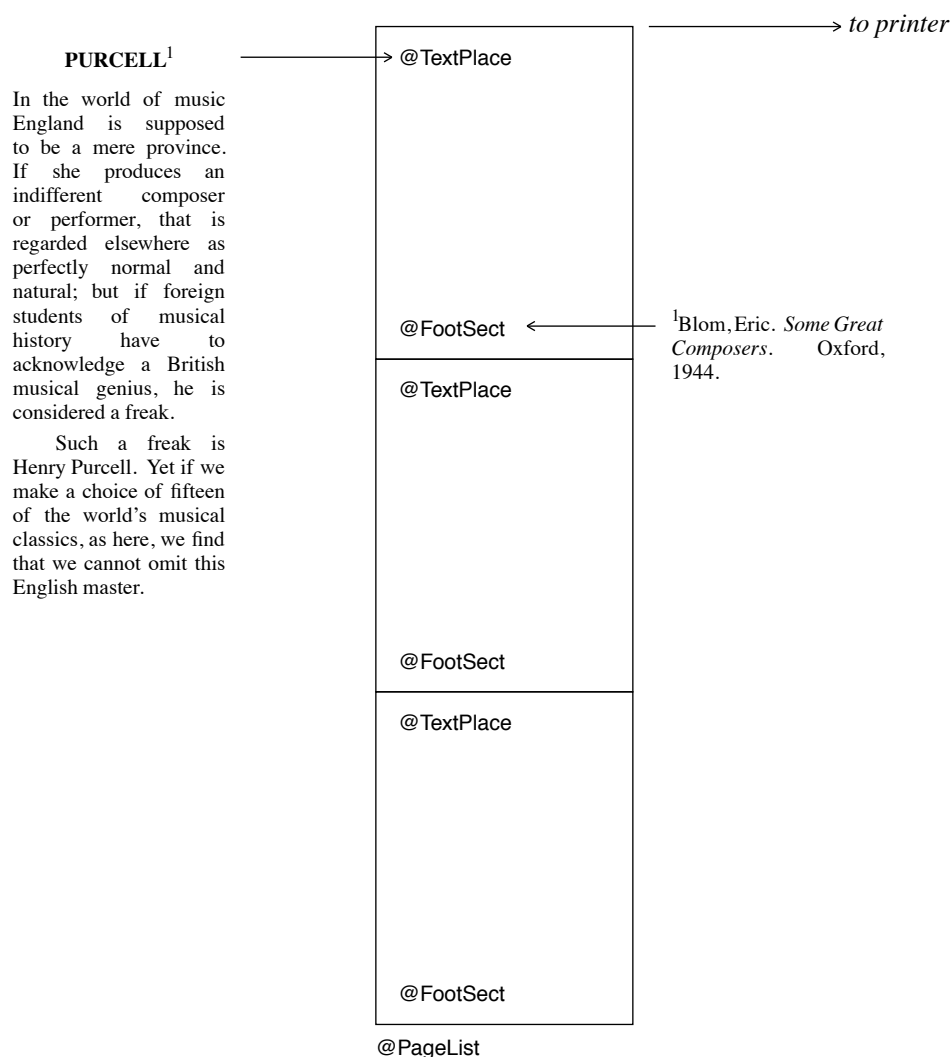 to printer
PURCELL1
@TextPlace
In the world of music
England is supposed
to be a mere province.
If she produces an
indifferent composer
or performer, that is
regarded elsewhere as
perfectly normal and
natural; but if foreign
students of musical
history have to
acknowledge a British
musical genius, he is
considered a freak.
Such a freak is
Henry Purcell. Yet if we
make a choice of fifteen
of the world's musical
classics, as here, we find
that we cannot omit this
English master.
@FootSect
1Blom, Eric. Some Great
Composers. Oxford,
1944.
@TextPlace
@FootSect
@TextPlace
@FootSect
@PageList